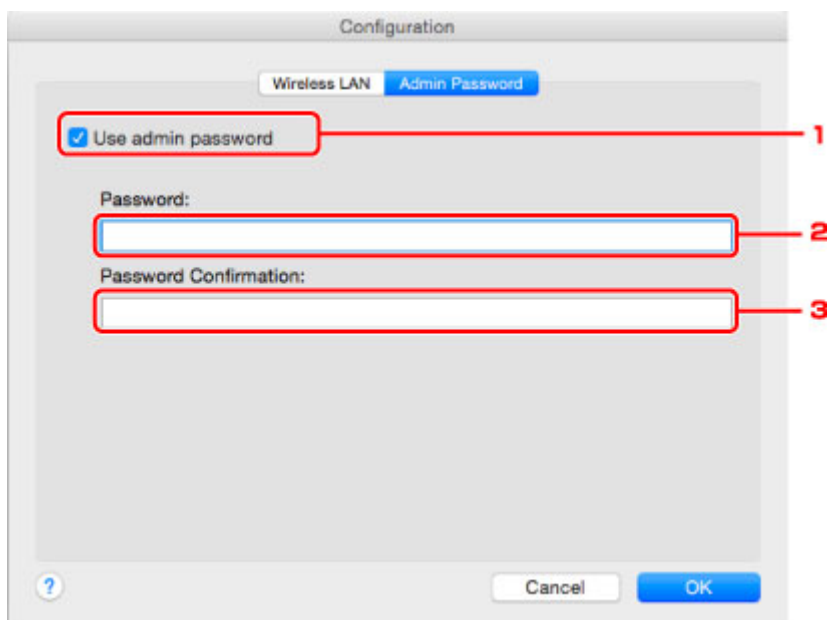 Configuration
Wireless LAN Admin Password
Use admin password 1
Password:
2
Password Confirmation:
3
? Cancel OK